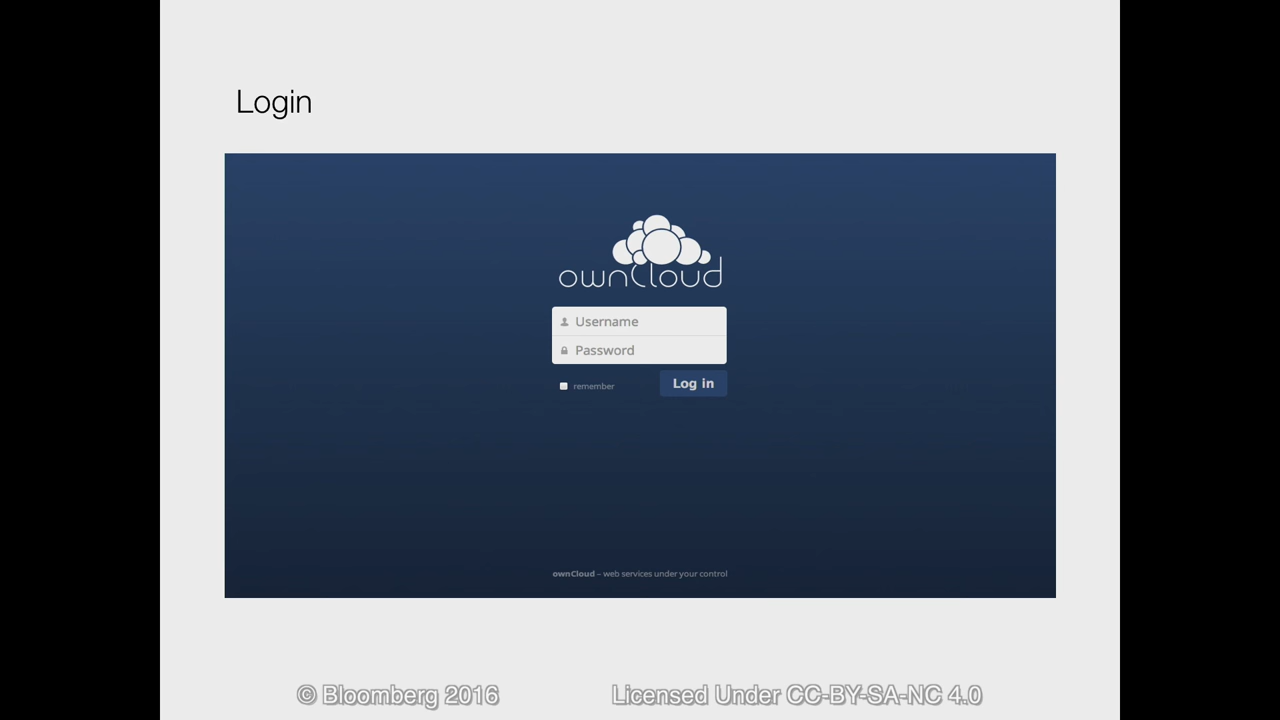 Login
ownCloud
Username
Password
remember
Log in
ownCloud – web services under your control
© Bloomberg 2016
Licensed Under CC-BY-SA-NC 4.0